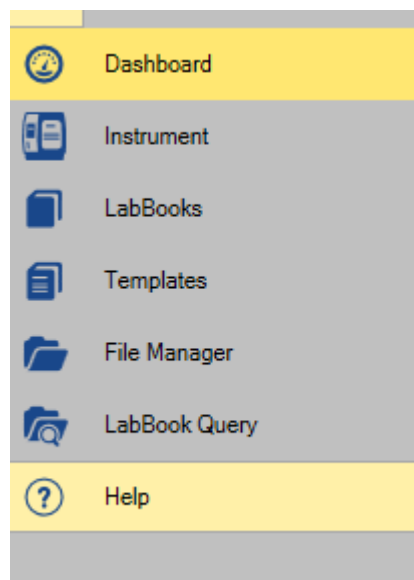 Dashboard
Instrument
LabBooks
Templates
File Manager
LabBook Query
? Help